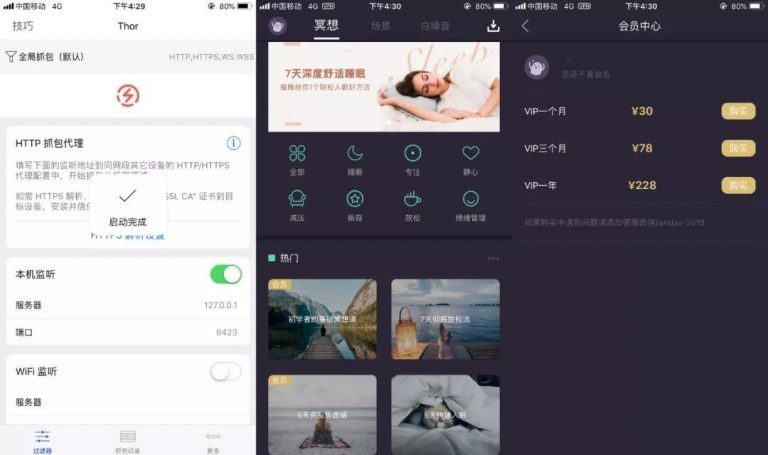 中国移动 4G
下午4:29
80%
技巧
Thor
全局抓包（默认）
HTTP,HTTPS,WS,WSS
HTTP 抓包代理
填写下面的监听地址到同网段其它设备的 HTTP/HTTPS
代理配置中，开始抓包
如需 HTTPS 解析，
SSL CA" 证书到目
标设备，安装并信任
启动完成
HTTPS 解析设置
本机监听
服务器
127.0.0.1
端口
8423
WiFi 监听
服务器
过滤器
抓包记录
更多
中国移动 4G VPN
下午4:30
80%
冥想
场景
白噪音
7天深度舒适睡眠
每晚给你1个轻松入眠好方法
全部
睡眠
专注
静心
减压
振奋
放松
情绪管理
热门
会员
初学者的基础冥想课
7天彻底放松法
会员
5天克服焦虑感
5天快速入眠
中国移动 4G VPN
下午4:30
80%
会员中心
您还不是会员
VIP一个月
¥30
购买
VIP三个月
¥78
购买
VIP一年
¥228
购买
如果购买中遇到问题请添加客服微信jiandan-2019